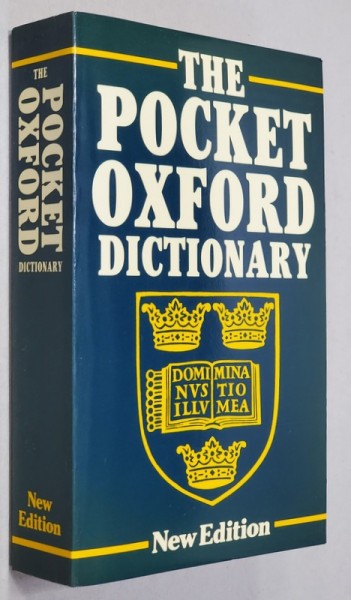 THE
POCKET
OXFORD
DICTIONARY
DOMI MINA
NVS TIO
ILLV MEA
New Edition
THE
POCKET
OXFORD
DICTIONARY
New
Edition